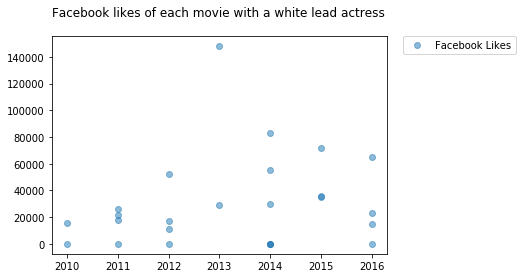 Facebook likes of each movie with a white lead actress
Facebook Likes
140000
120000
100000
80000
60000
40000
20000
0
2010 2011 2012 2013 2014 2015 2016